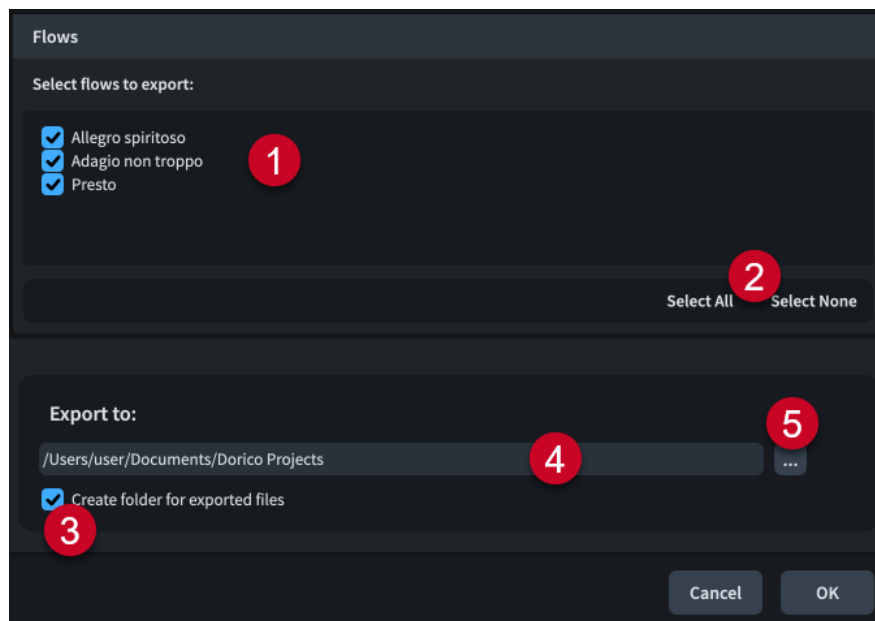 Flows
Select flows to export:
Allegro spiritoso
Adagio non troppo
1
Presto
2
Select All Select None
Export to:
5
/Users/user/Documents/Dorico Projects 4 ...
Create folder for exported files
3
Cancel OK